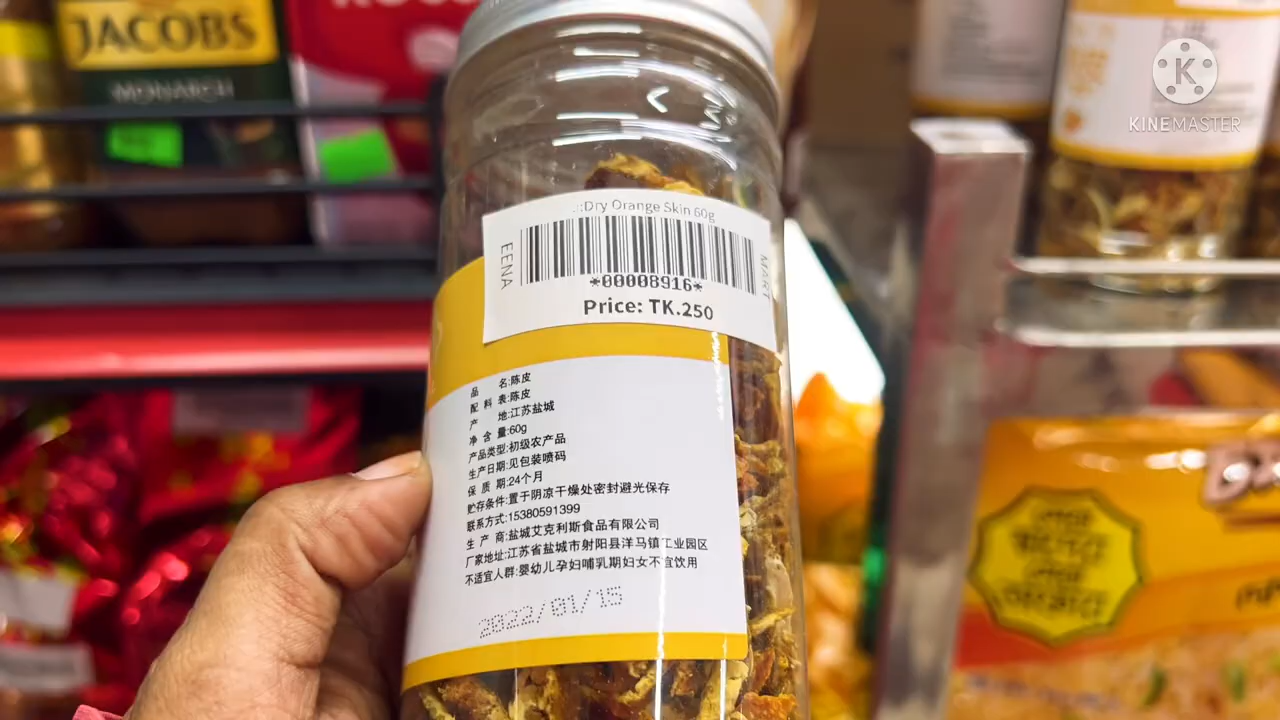 JACOBS
MONARCH
KINEMASTER
Dry Orange Skin 60g
EENA
MART
*00008916*
Price: TK.250
品 名:陈皮
配 料 表:陈皮
产 地:江苏盐城
净 含 量:60g
产品类型:初级农产品
生产日期:见包装喷码
保 质 期:24个月
贮存条件:置于阴凉干燥处密封避光保存
联系方式:15380591399
生 产 商:盐城艾克利斯食品有限公司
厂家地址:江苏省盐城市射阳县洋马镇工业园区
不适宜人群:婴幼儿孕妇哺乳期妇女不宜饮用
2022/01/15